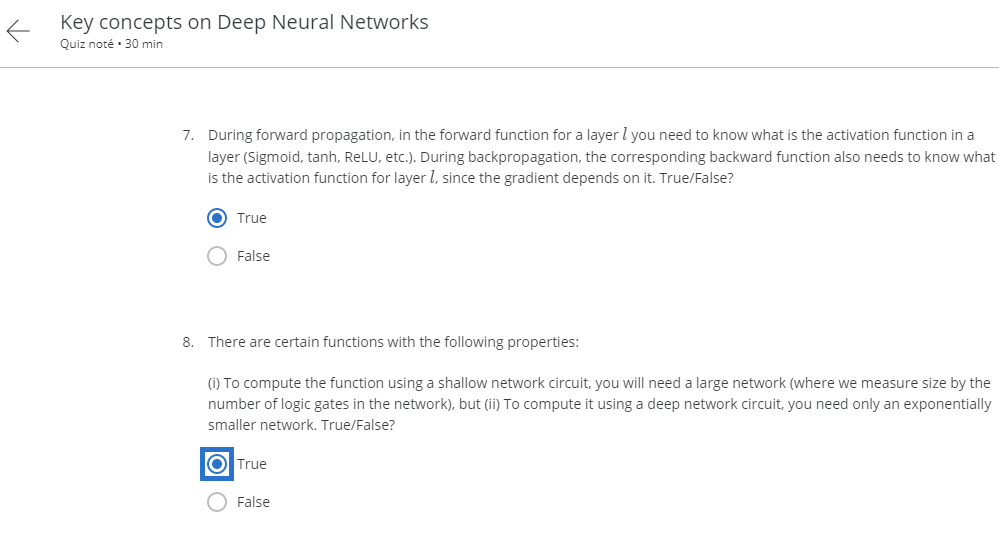 Key concepts on Deep Neural Networks
Quiz noté • 30 min
7. During forward propagation, in the forward function for a layer l you need to know what is the activation function in a
layer (Sigmoid, tanh, ReLU, etc.). During backpropagation, the corresponding backward function also needs to know what
is the activation function for layer l, since the gradient depends on it. True/False?
True
False
8. There are certain functions with the following properties:
(i) To compute the function using a shallow network circuit, you will need a large network (where we measure size by the
number of logic gates in the network), but (ii) To compute it using a deep network circuit, you need only an exponentially
smaller network. True/False?
True
False